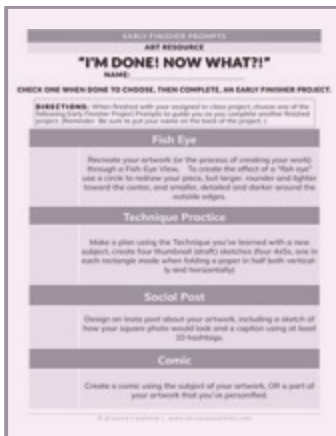 EARLY FINISHER PROMPTS
ART RESOURCE
"I'M DONE! NOW WHAT?!"
NAME:
CHECK ONE WHEN DONE TO CHOOSE, THEN COMPLETE, AN EARLY FINISHER PROJECT.
DIRECTIONS: When finished with your assigned in class project, choose one of the
following Early Finisher Project Prompts to guide you as you complete another finished
project. (Reminder: Be sure to put your name on the back of the project. )
Fish Eye
Recreate your artwork (or the process of creating your work)
through a Fish-Eye View. To create the effect of a "fish eye"
use a circle to redraw your piece, but larger, rounder and lighter
toward the center, and smaller, detailed and darker around the
outside edges.
Technique Practice
Make a plan using the Technique you've learned with a new
subject, create four thumbnail (draft) sketches (four 4x5s, one in
each rectangle made when folding a paper in half both vertical-
ly and horizontally)
Social Post
Design an insta post about your artwork, including a sketch of
how your square photo would look and a caption using at least
10 hashtags.
Comic
Create a comic using the subject of your artwork, OR a part of
your artwork that you've personified.